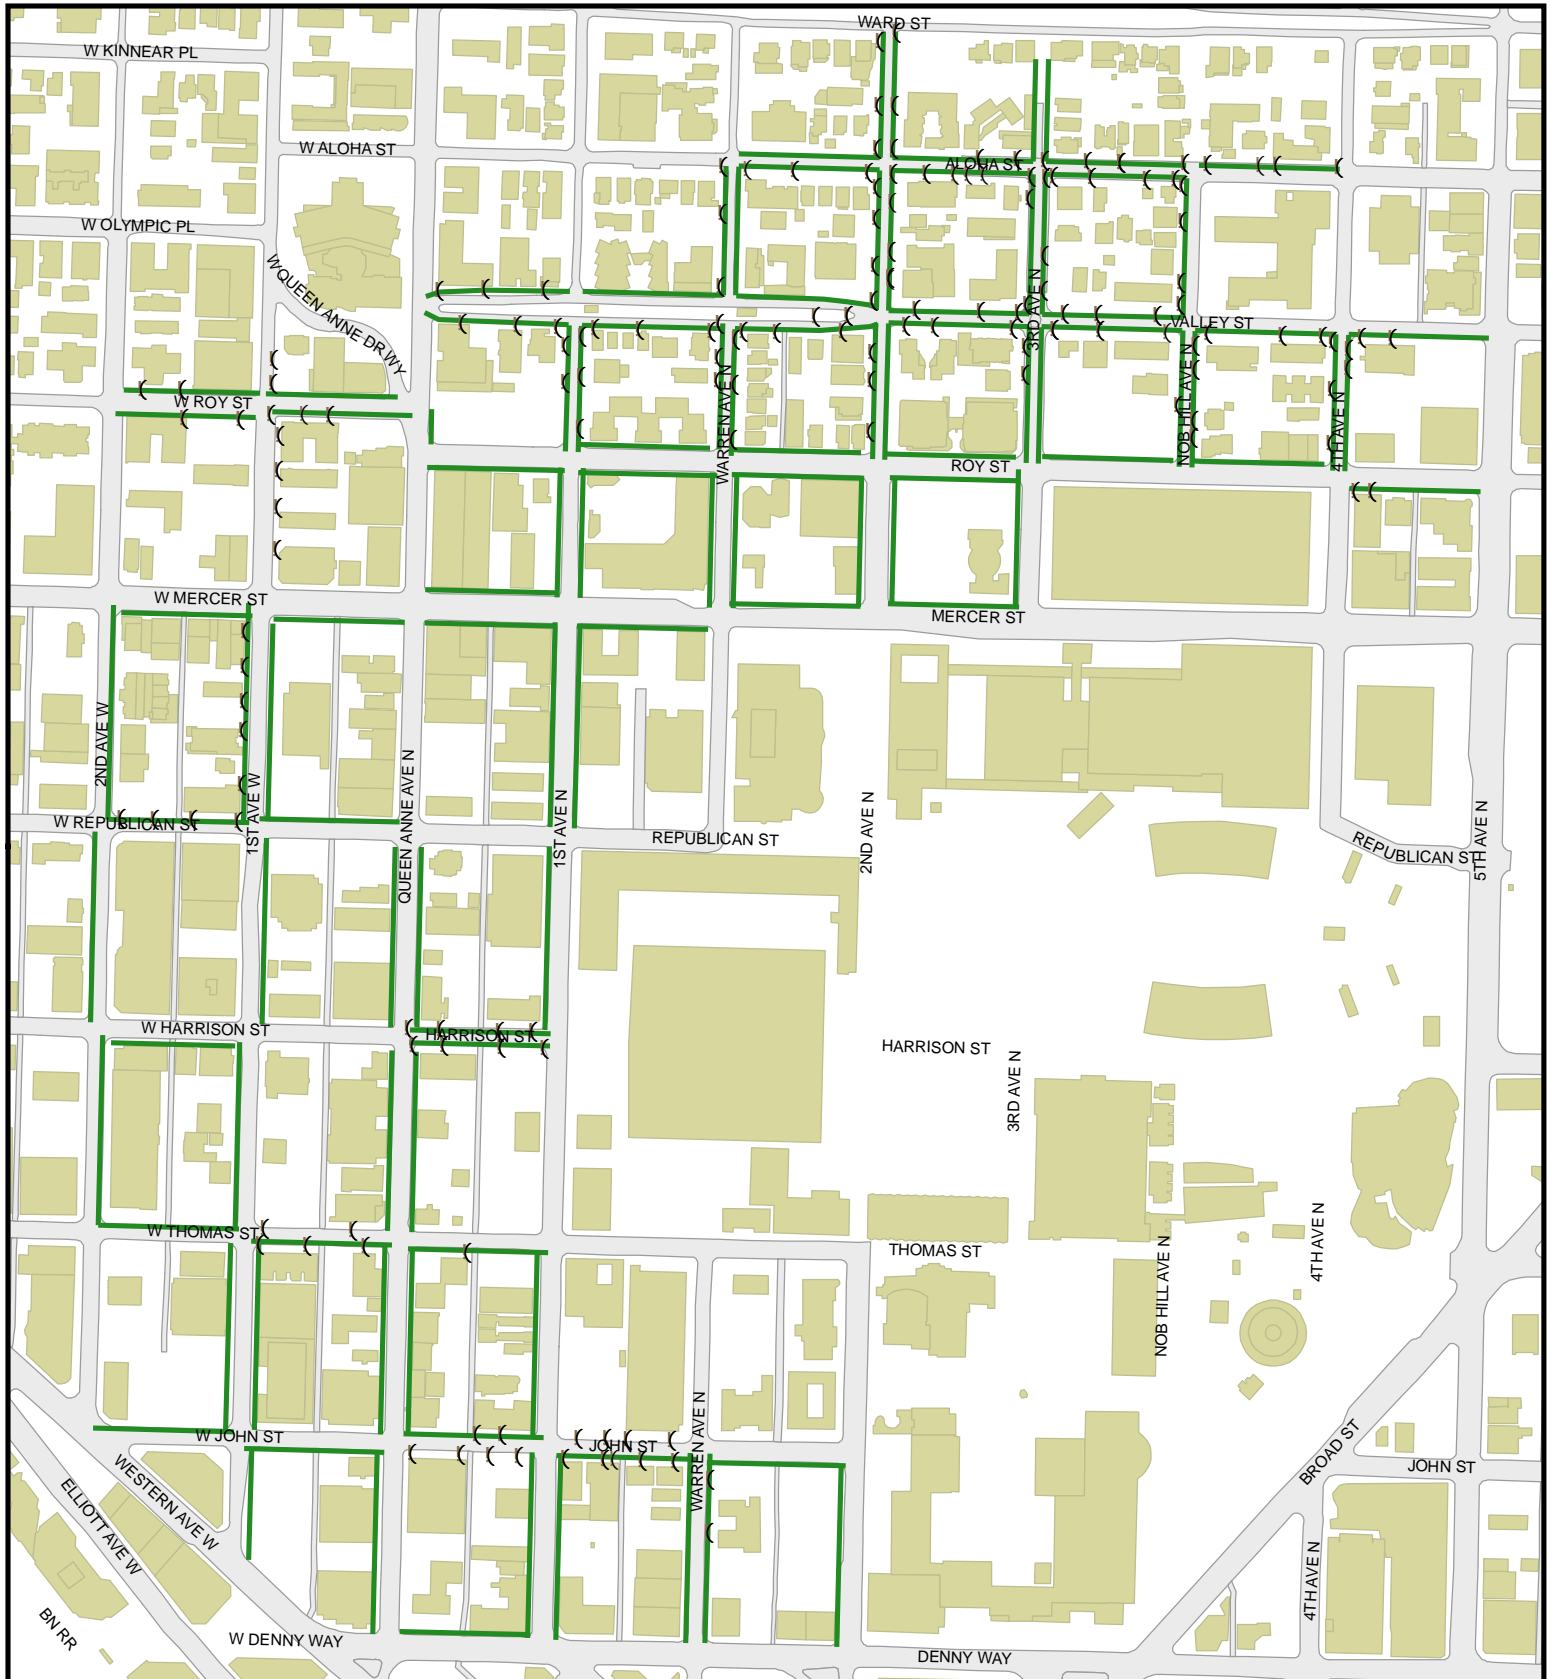 WARD ST
W KINNEAR PL
W ALOHA ST
ALOHA ST
W OLYMPIC PL
W QUEEN ANNE DR WY
3RD AVE N
VALLEY ST
W ROY ST
WARREN AVE N
NOB HILL AVE N
4TH AVE N
ROY ST
W MERCER ST
MERCER ST
2ND AVE W
W REPUBLICAN ST
1ST AVE W
QUEEN ANNE AVE N
1ST AVE N
REPUBLICAN ST
2ND AVE N
REPUBLICAN ST
5TH AVE N
W HARRISON ST
HARRISON ST
HARRISON ST
3RD AVE N
W THOMAS ST
THOMAS ST
NOB HILL AVE N
4TH AVE N
W JOHN ST
JOHN ST
WARREN AVE N
BROAD ST
JOHN ST
WESTERN AVE W
ELLIOTT AVE W
4TH AVE N
BN RR
W DENNY WAY
DENNY WAY